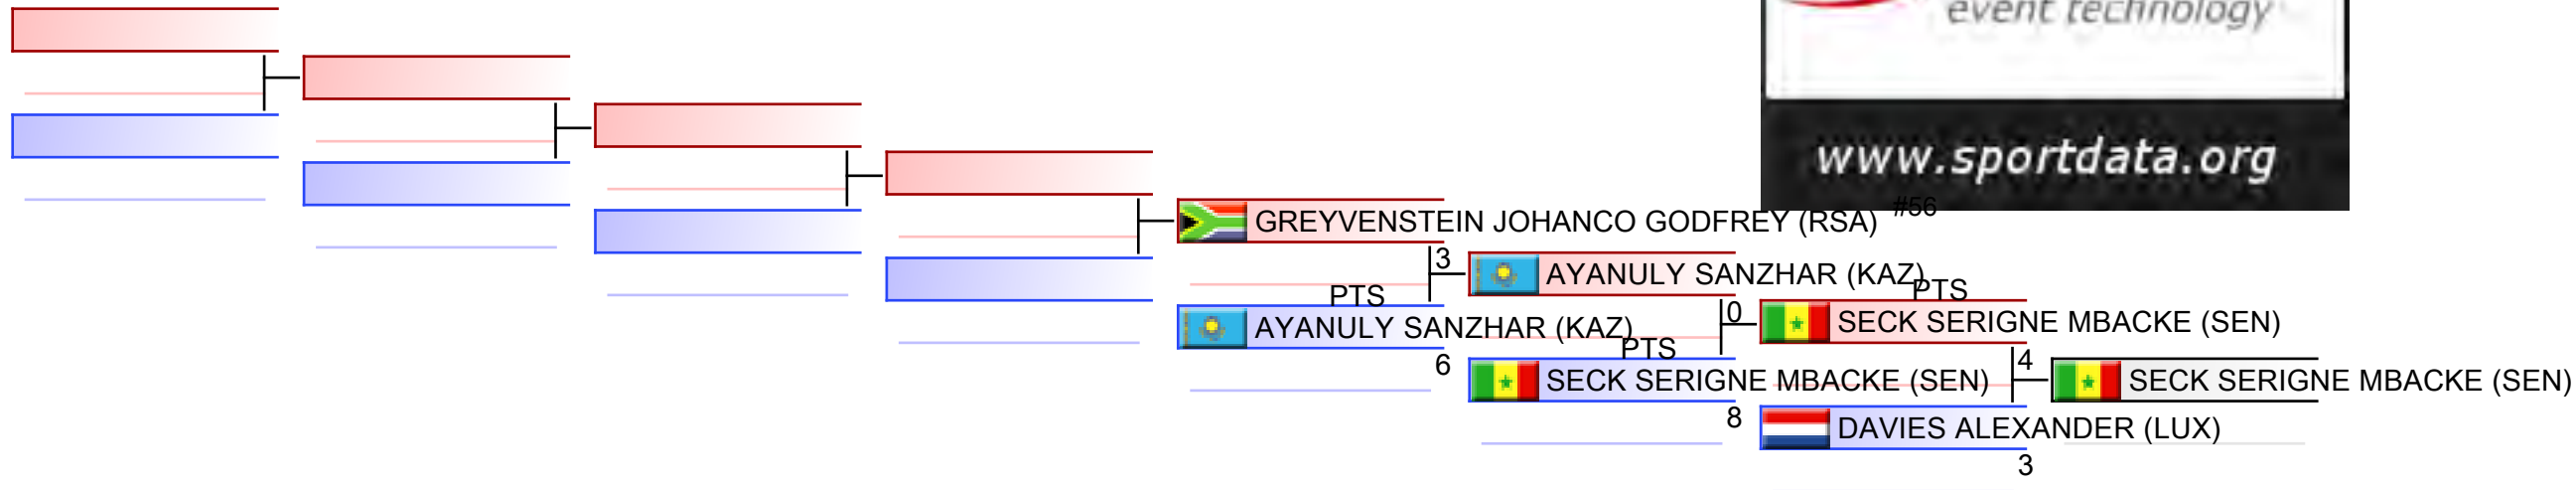 event technology
www.sportdata.org
#56
GREYVENSTEIN JOHANCO GODFREY (RSA)
3
AYANULY SANZHAR (KAZ)
PTS
PTS
0
SECK SERIGNE MBACKE (SEN)
AYANULY SANZHAR (KAZ)
PTS
6
4
SECK SERIGNE MBACKE (SEN)
SECK SERIGNE MBACKE (SEN)
8
DAVIES ALEXANDER (LUX)
3